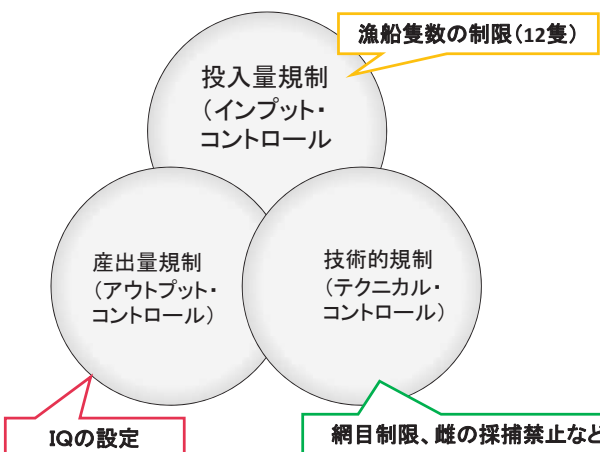 漁船隻数の制限（12隻）
投入量規制
（インプット・
コントロール
産出量規制
（アウトプット・
コントロール）
技術的規制
（テクニカル・
コントロール）
IQの設定
網目制限、雌の採捕禁止など